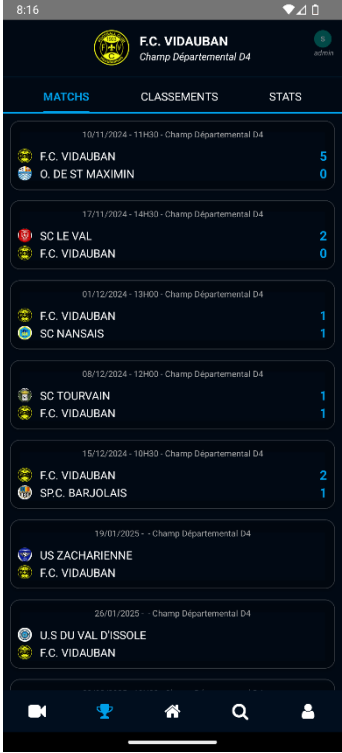 8:16
F.C. VIDAUBAN
Champ Départemental D4
S
admin
MATCHS CLASSEMENTS STATS
10/11/2024 - 11H30 - Champ Départemental D4
F.C. VIDAUBAN 5
O. DE ST MAXIMIN 0
17/11/2024 - 14H30 - Champ Départemental D4
SC LE VAL 2
F.C. VIDAUBAN 0
01/12/2024 - 13H00 - Champ Départemental D4
F.C. VIDAUBAN 1
SC NANSAIS 1
08/12/2024 - 12H00 - Champ Départemental D4
SC TOURVAIN 1
F.C. VIDAUBAN 1
15/12/2024 - 10H30 - Champ Départemental D4
F.C. VIDAUBAN 2
SP.C. BARJOLAIS 1
19/01/2025 - - Champ Départemental D4
US ZACHARIENNE
F.C. VIDAUBAN
26/01/2025 - - Champ Départemental D4
U.S DU VAL D'ISSOLE
F.C. VIDAUBAN